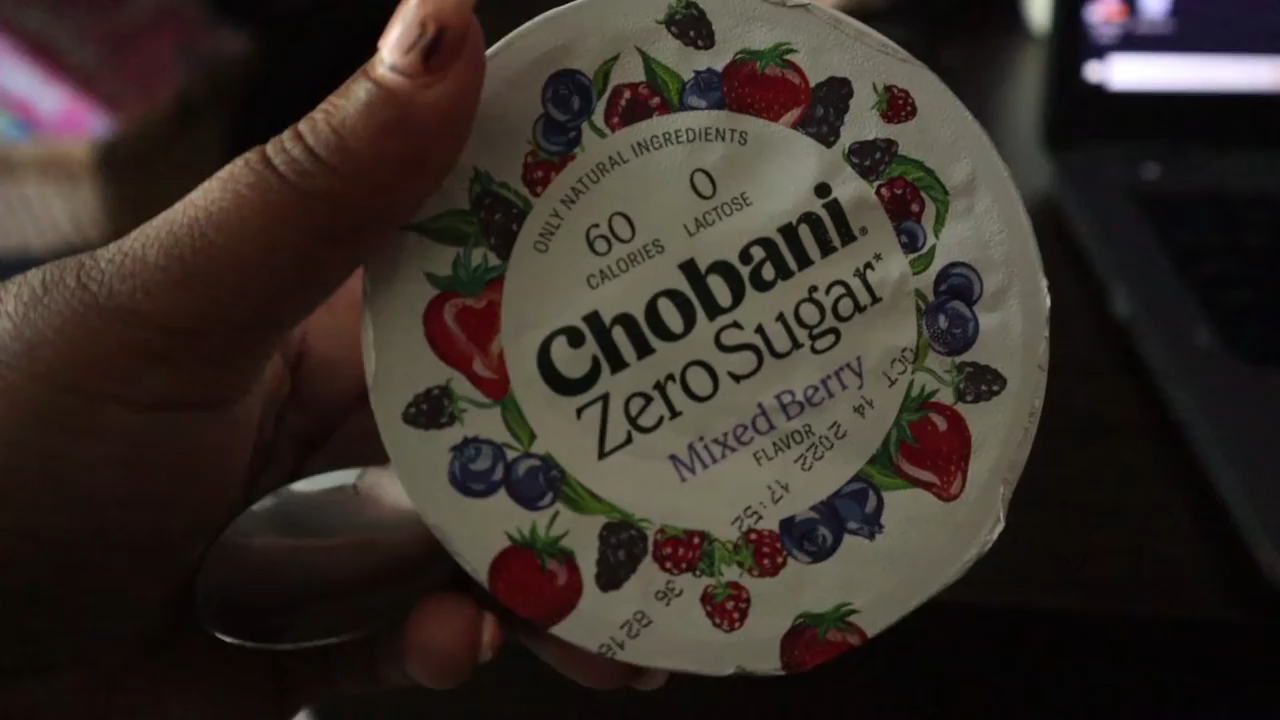 ONLY NATURAL INGREDIENTS
60
CALORIES
0
LACTOSE
Chobani®
Zero Sugar*
Mixed Berry
FLAVOR
OCT 14 2022 17:52
36 8218